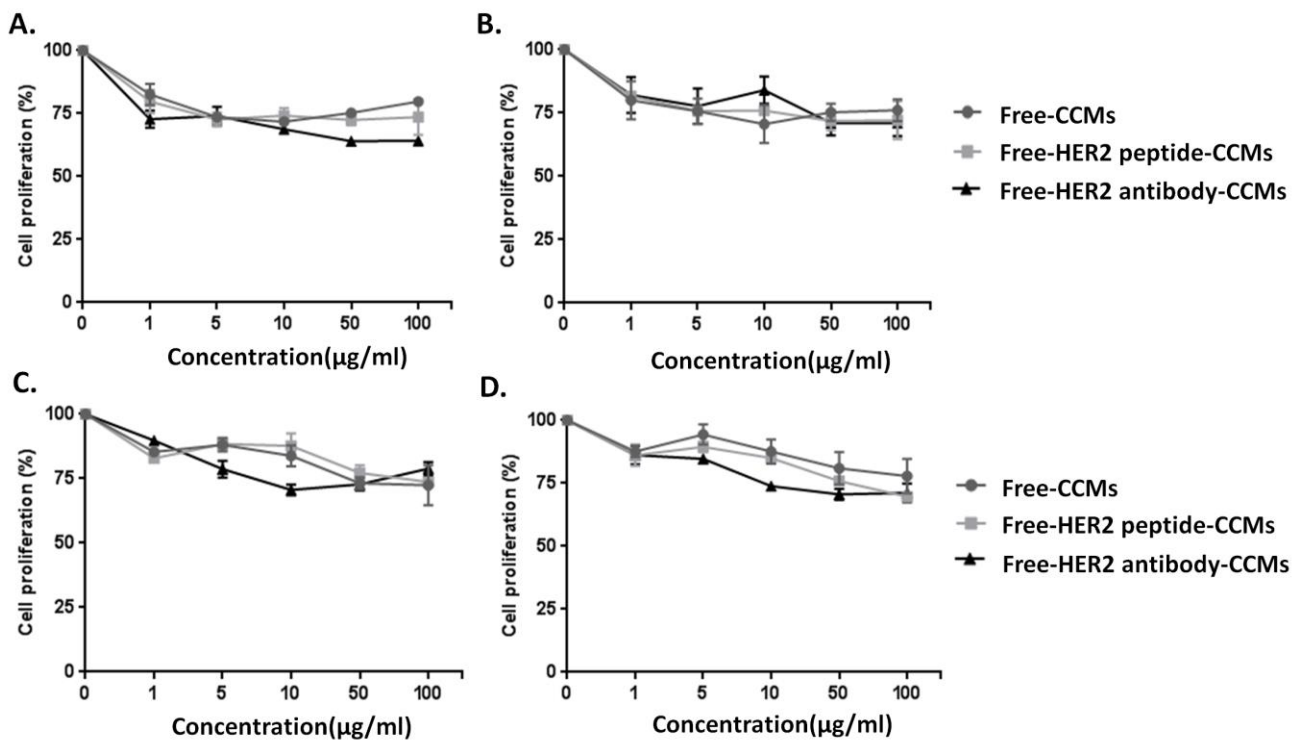 A.
Cell proliferation (%)
100
75
50
25
0
0 1 5 10 50 100
Concentration(µg/ml)
B.
Cell proliferation (%)
100
75
50
25
0
0 1 5 10 50 100
Concentration(µg/ml)
Free-CCMs
Free-HER2 peptide-CCMs
Free-HER2 antibody-CCMs
C.
Cell proliferation (%)
100
75
50
25
0
0 1 5 10 50 100
Concentration(µg/ml)
D.
Cell proliferation (%)
100
75
50
25
0
0 1 5 10 50 100
Concentration(µg/ml)
Free-CCMs
Free-HER2 peptide-CCMs
Free-HER2 antibody-CCMs